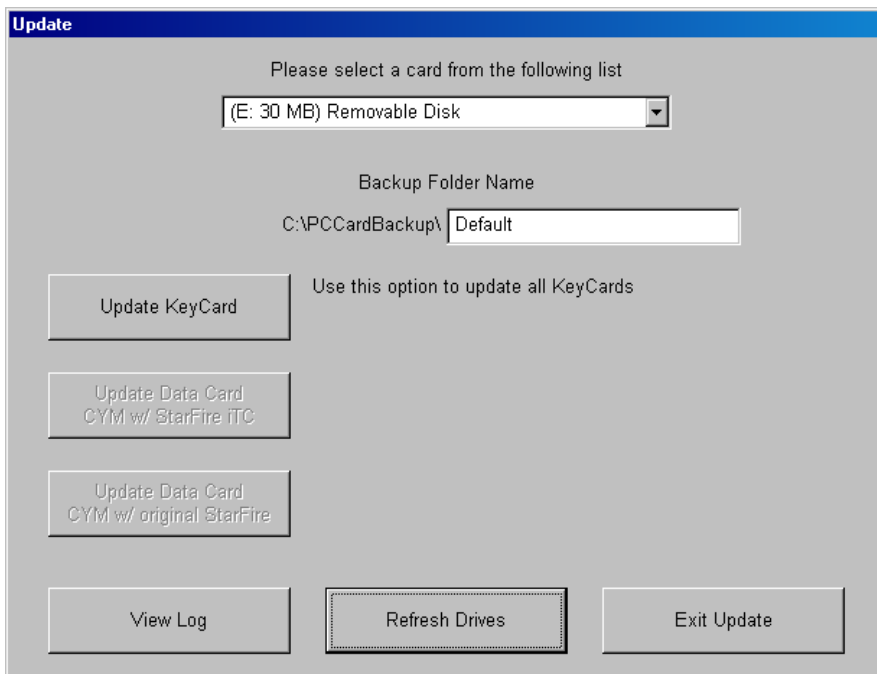 Update
Please select a card from the following list
(E: 30 MB) Removable Disk
Backup Folder Name
C:\PCCardBackup\ Default
Update KeyCard
Use this option to update all KeyCards
Update Data Card
CYM w/ StarFire iTC
Update Data Card
CYM w/ original StarFire
View Log
Refresh Drives
Exit Update